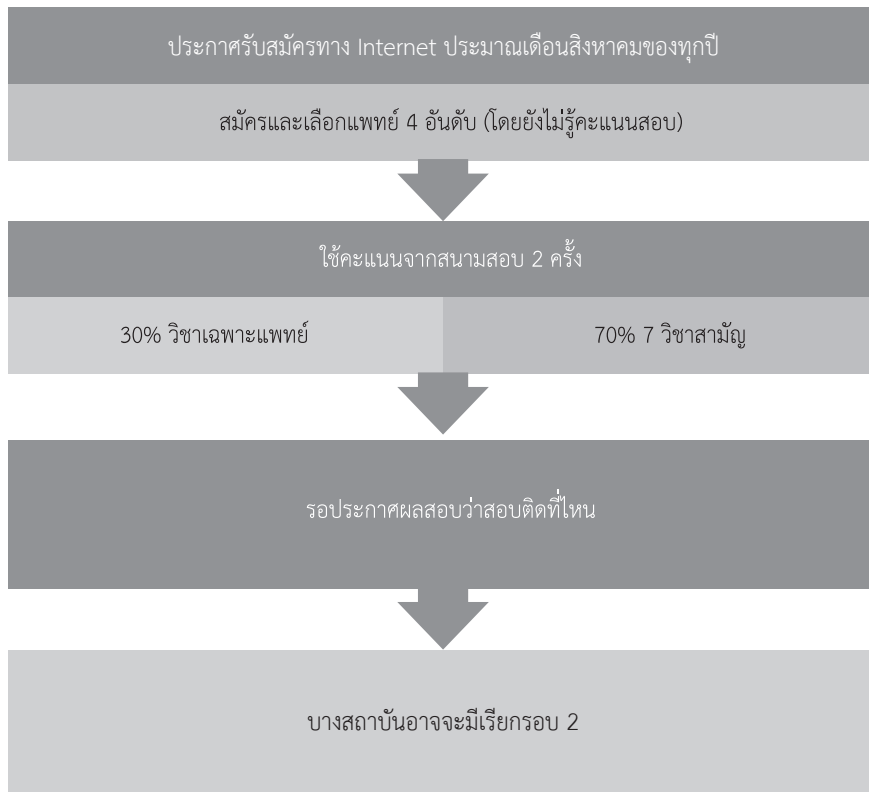 ประกาศรับสมัครทาง Internet ประมาณเดือนสิงหาคมของทุกปี
สมัครและเลือกแพทย์ 4 อันดับ (โดยยังไม่รู้คะแนนสอบ)
ใช้คะแนนจากสนามสอบ 2 ครั้ง
30% วิชาเฉพาะแพทย์
70% 7 วิชาสามัญ
รอประกาศผลสอบว่าสอบติดที่ไหน
บางสถาบันอาจจะมีเรียกรอบ 2